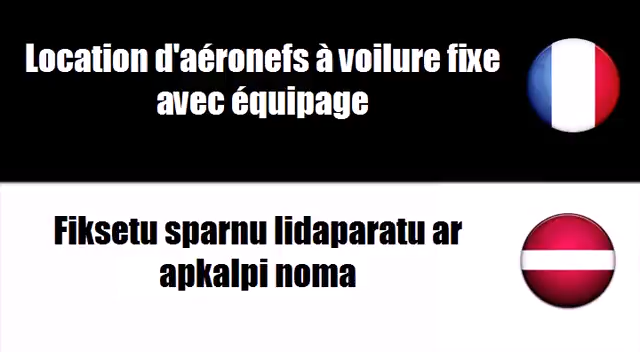 Location d'aéronefs à voilure fixe
avec équipage
Fiksetu sparnu lidaparatu ar
apkalpi noma